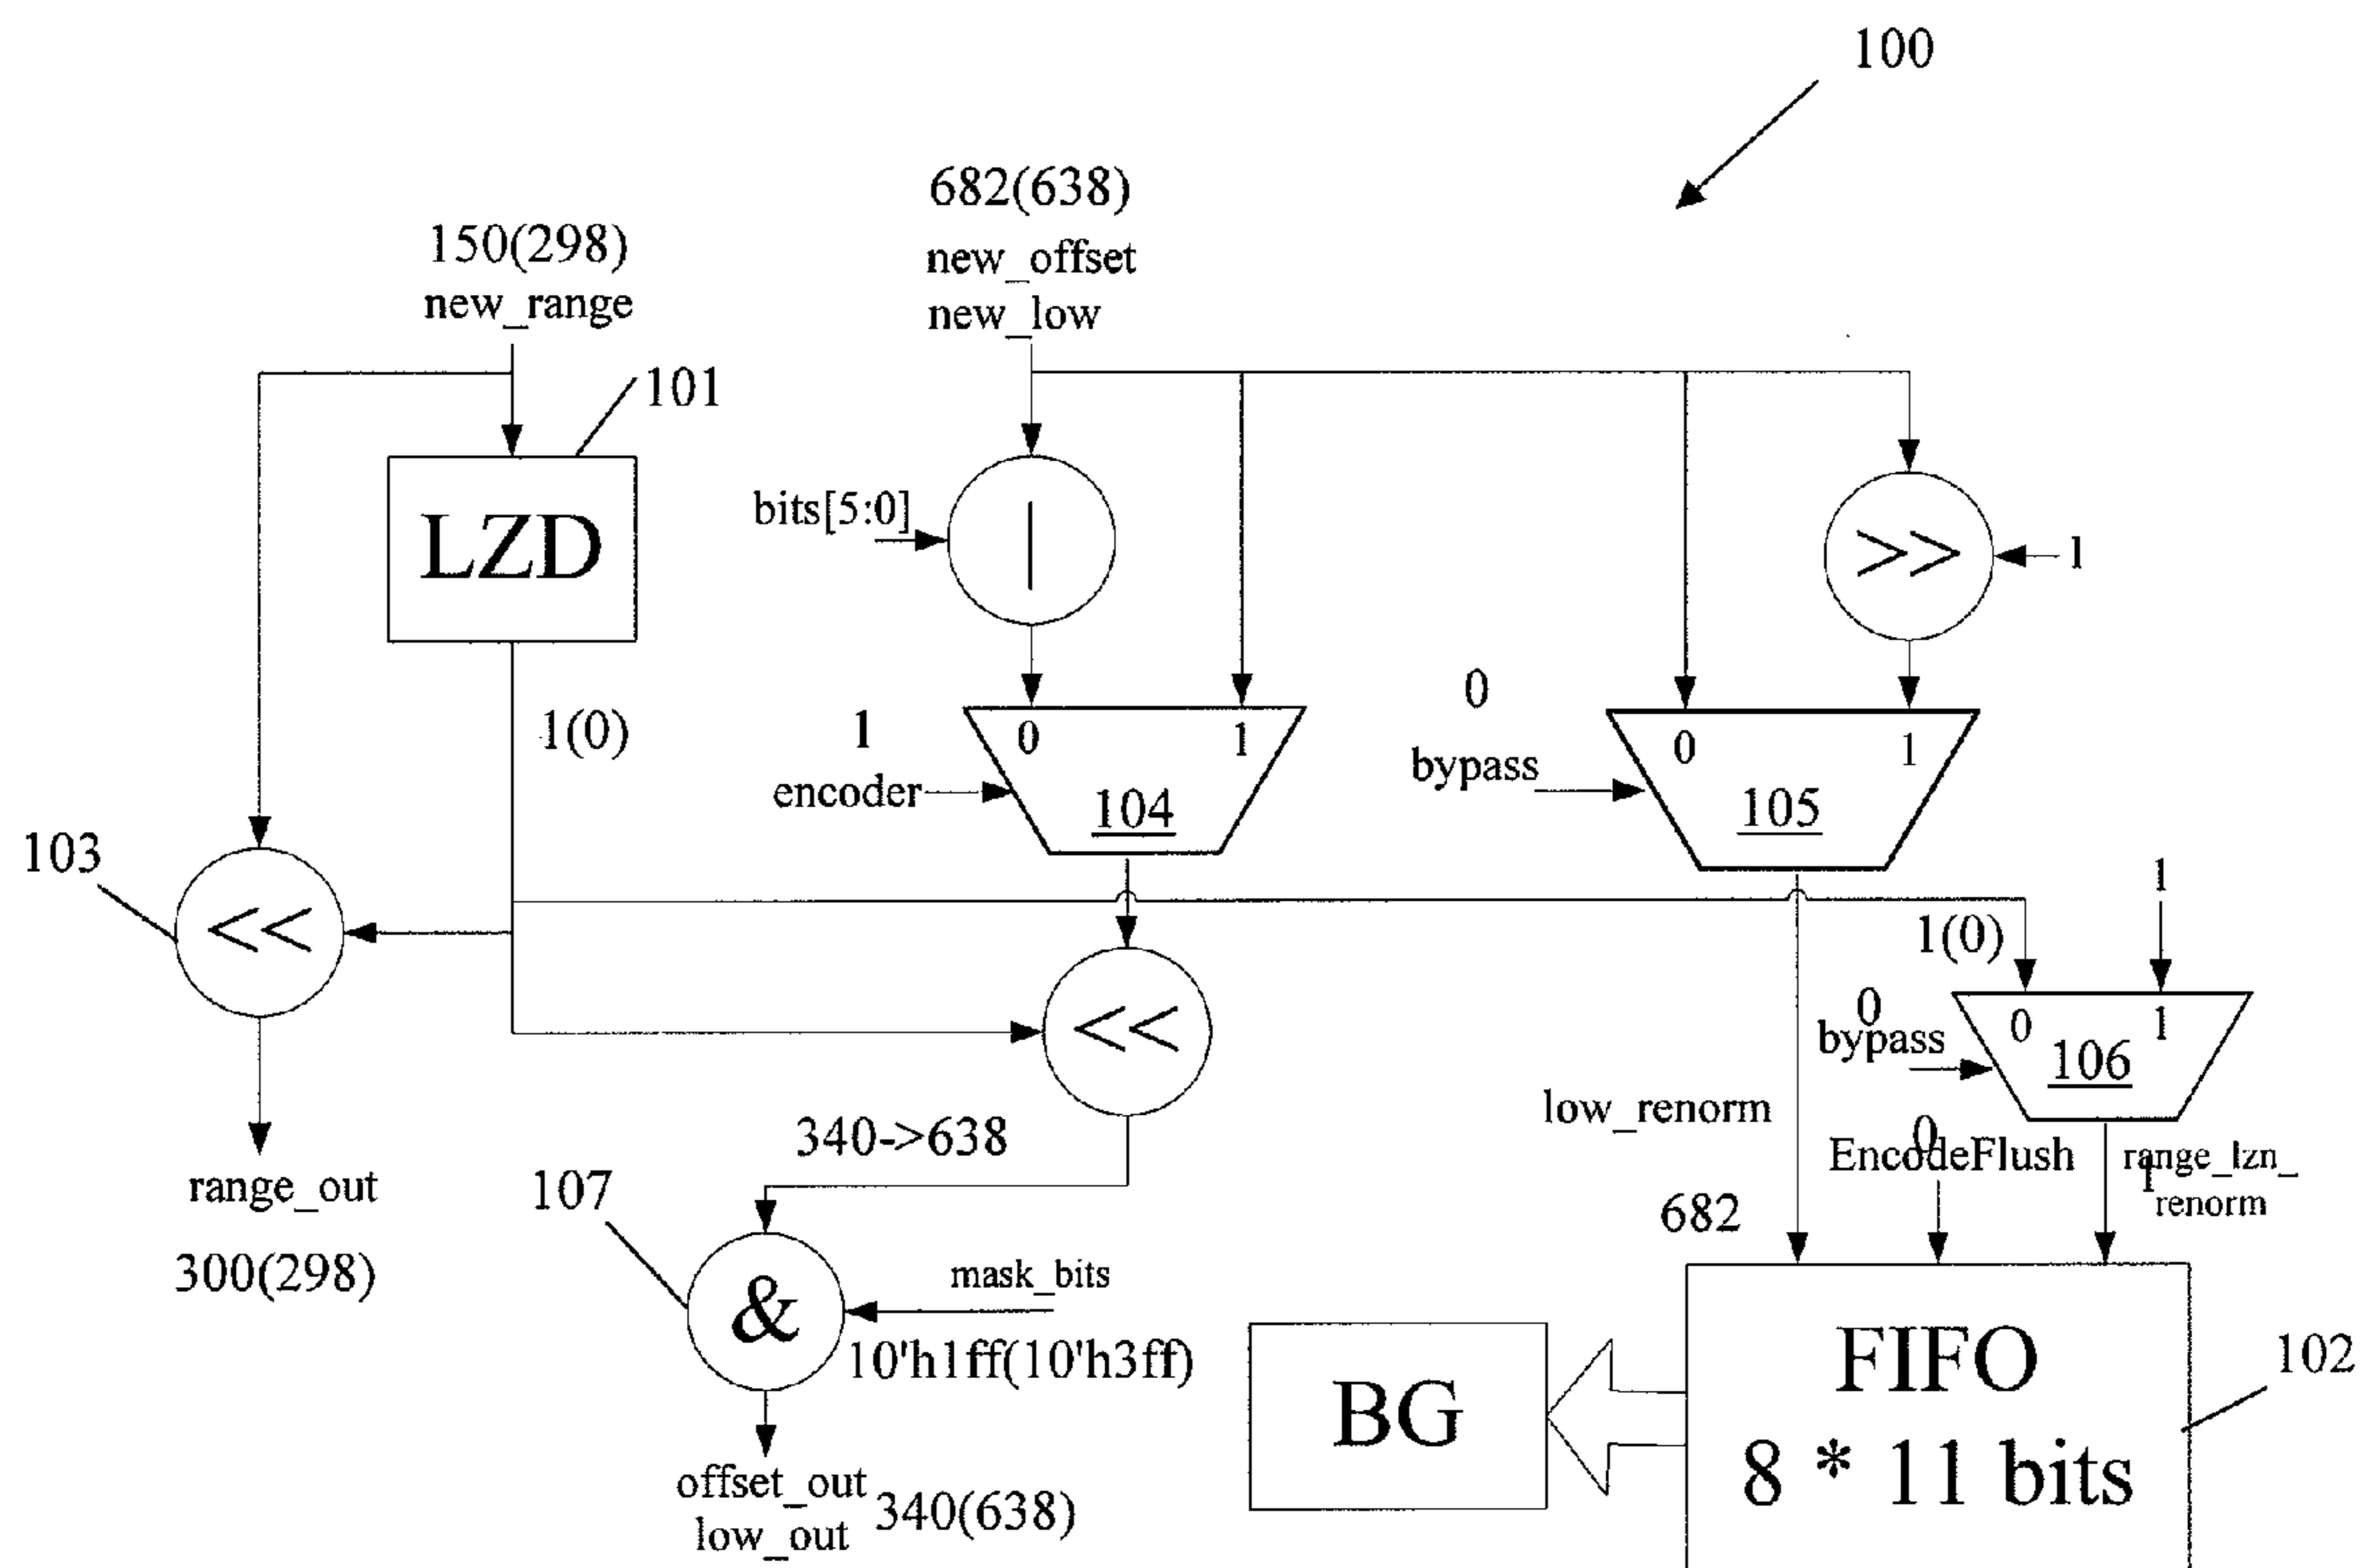 100
682(638)
150(298)
new_offset
new_range
new_low
101
LZD
bits[5:0]
|
>>
1
1(0)
1
encoder
0
1
104
0
bypass
0
1
105
103
<<
1
1(0)
<<
0
bypass
0
1
106
low_renorm
340->638
0
EncodeFlush
range_lzn_
renorm
1
range_out
300(298)
107
&
mask_bits
10'h1ff(10'h3ff)
682
offset_out
low_out
340(638)
BG
FIFO
8 * 11 bits
102